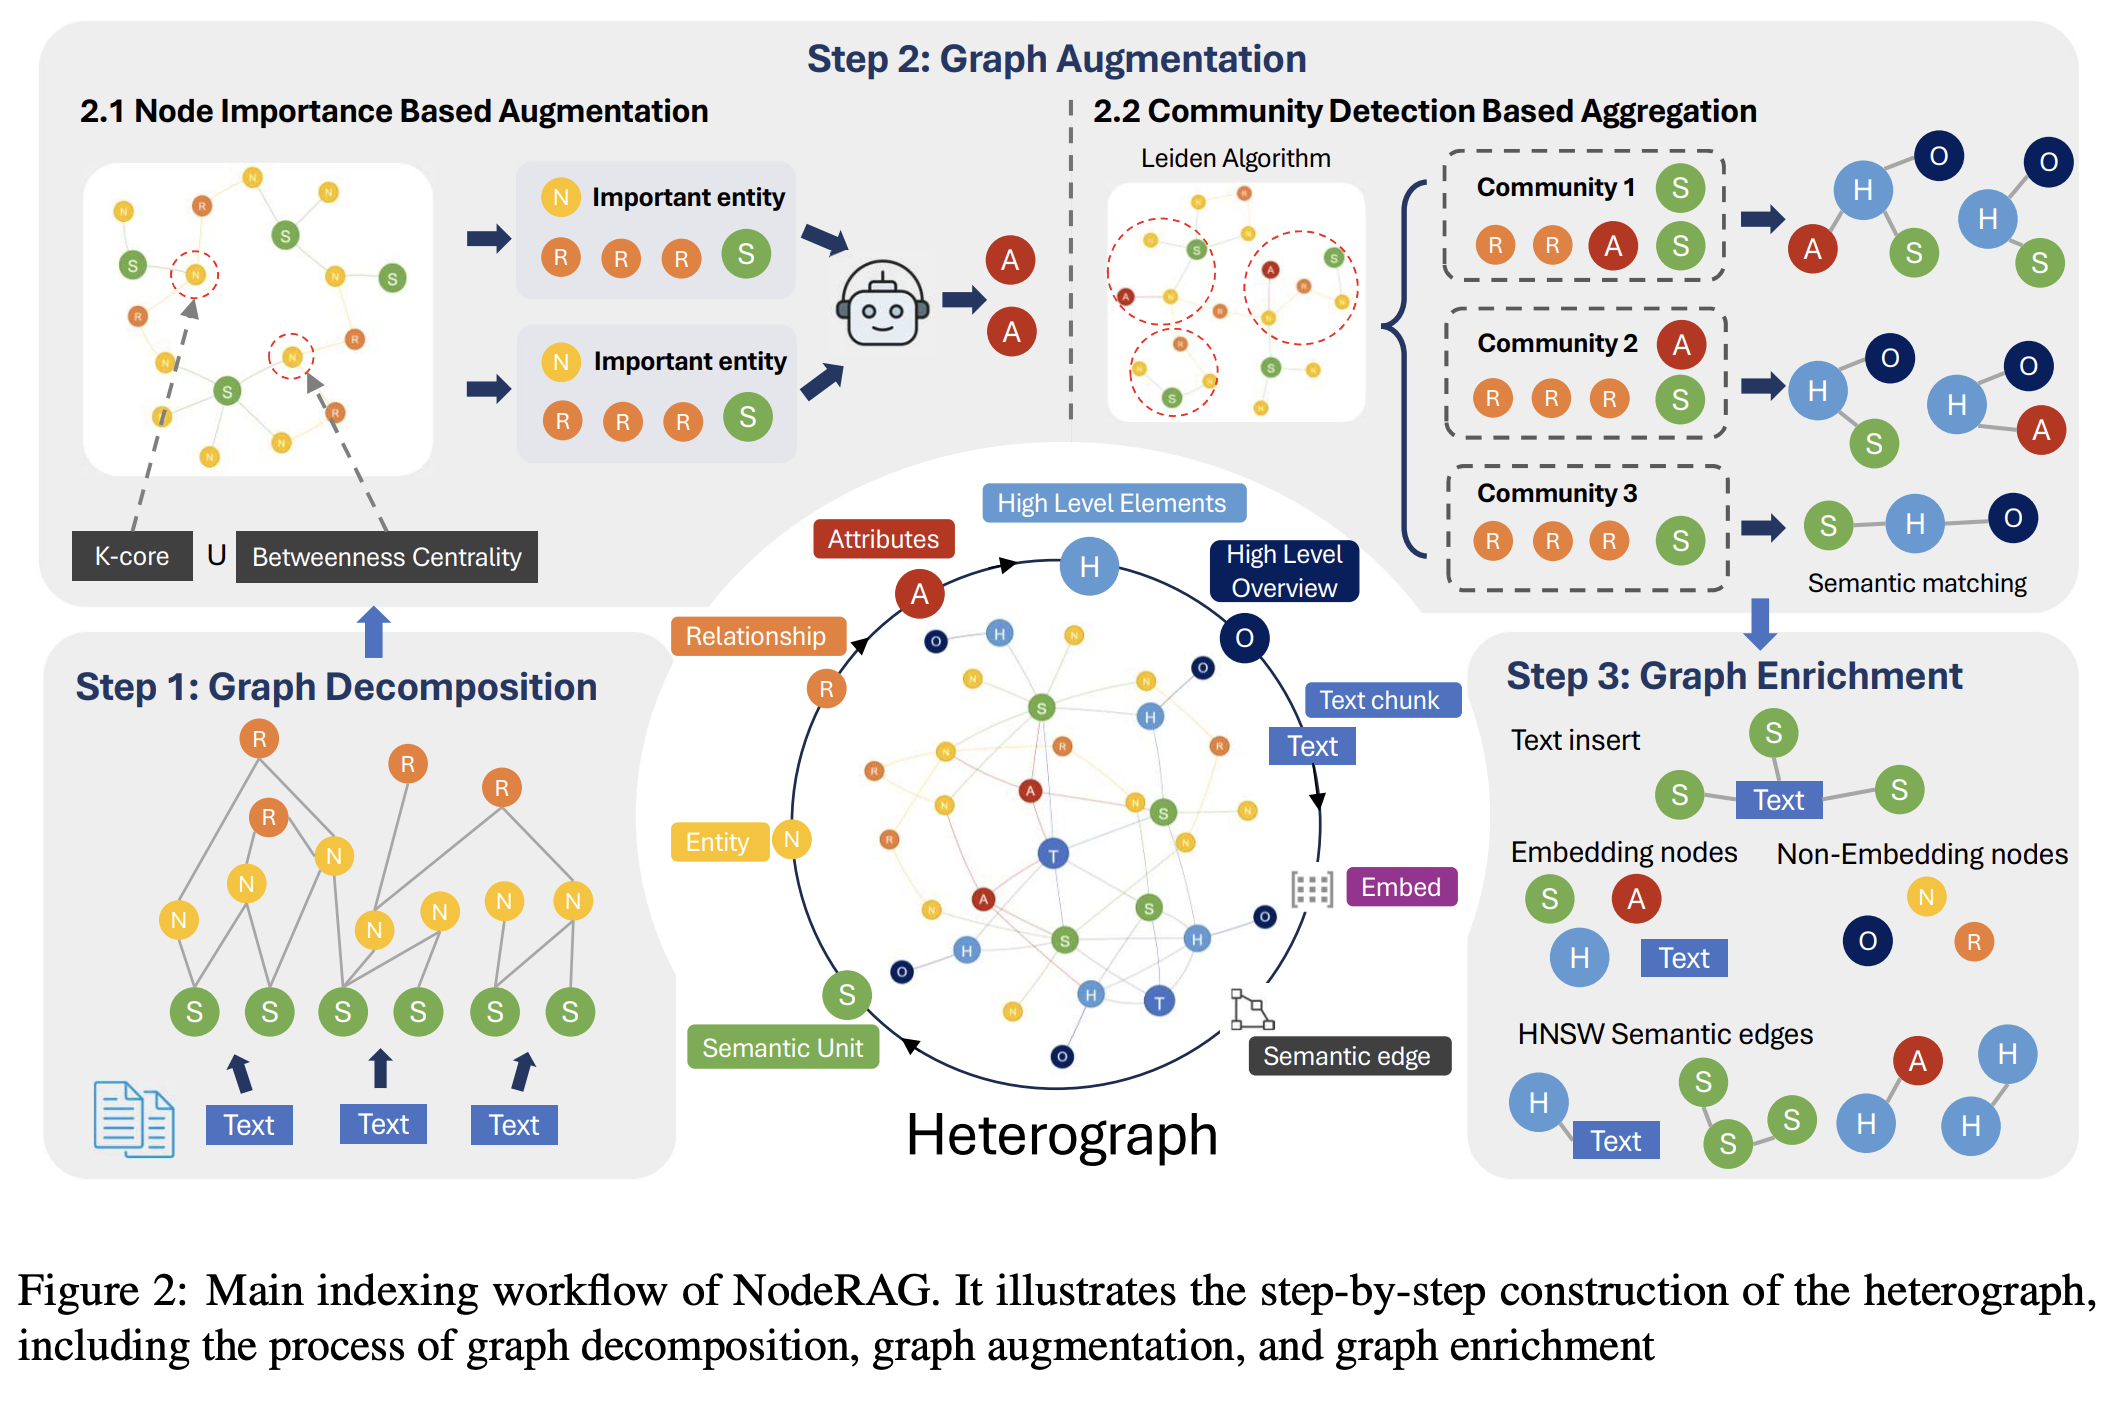 Step 2: Graph Augmentation
2.1 Node Importance Based Augmentation
N
R
N
N
S
S
N
N
S
R
R
N
N
S
N
R
N
N
K-core
U
Betweenness Centrality
N Important entity
R R R S
N Important entity
R R R S
A
A
2.2 Community Detection Based Aggregation
Leiden Algorithm
R
N
N
N
S
S
A
R
A
N
N
R
N
R
N
S
N
N
S
N
Community 1 S
R R A S
Community 2 A
R R R S
Community 3
R R R S
O
H
A
S
O
H
S
O
H
S
O
H
A
S H O
Semantic matching
Step 1: Graph Decomposition
R
R
R
R
N
N
N
N
N
N
N
S S S S S S
Text Text Text
High Level Elements
H
Attributes
A
High Level
Overview
O
Relationship
R
Text chunk
Text
Entity N
Embed
S
Semantic Unit
Semantic edge
O
H
N
O
N
N
S
H
N
R
R
R
A
N
N
S
N
R
N
T
A
N
S
O
S
H
H
O
H
T
N
O
Heterograph
Step 3: Graph Enrichment
Text insert
S
S Text S
Embedding nodes
S A
H Text
Non-Embedding nodes
N
O R
HNSW Semantic edges
H
Text
S
S
S
A
H
H
H
Figure 2: Main indexing workflow of NodeRAG. It illustrates the step-by-step construction of the heterograph,
including the process of graph decomposition, graph augmentation, and graph enrichment